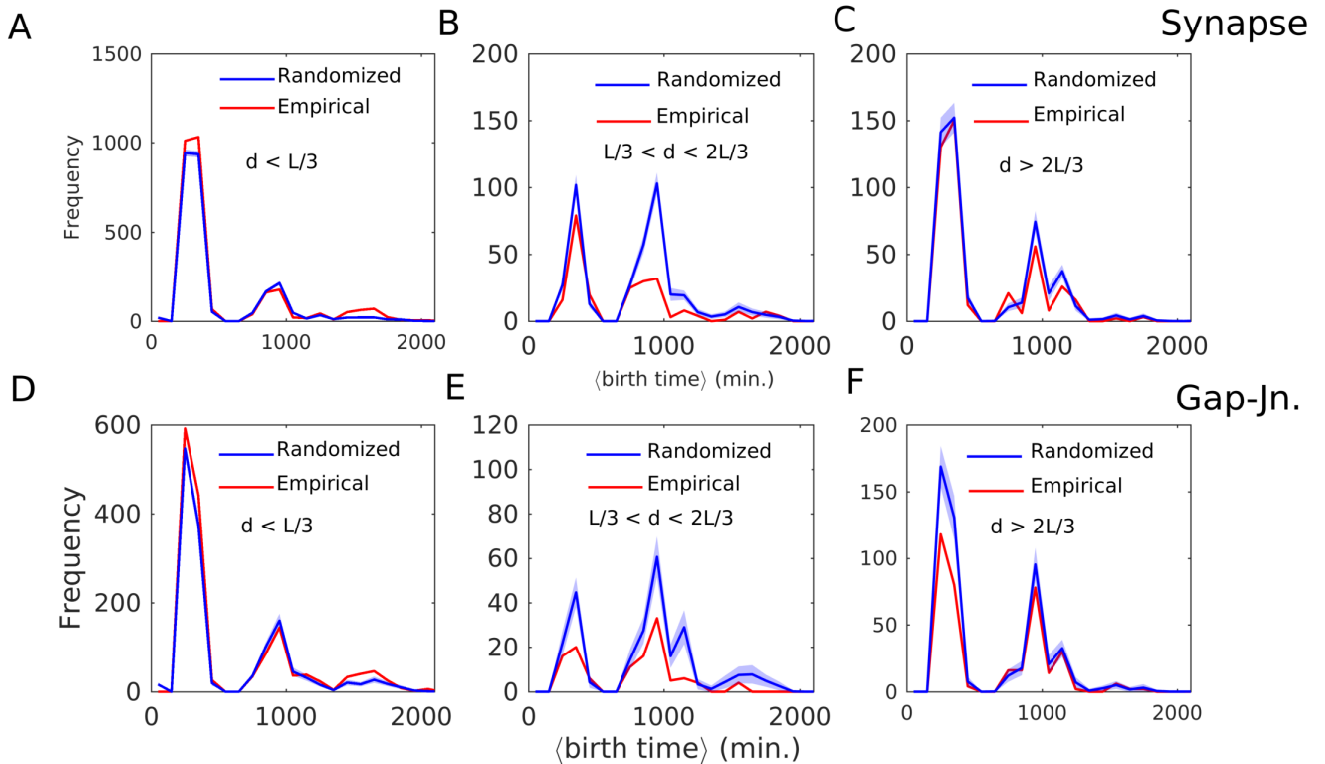 A
B
C
Synapse
1500
1000
500
0
Frequency
Randomized
Empirical
d < L/3
0
1000
2000
200
150
100
50
0
Randomized
Empirical
L/3 < d < 2L/3
0
1000
2000
⟨birth time⟩ (min.)
200
150
100
50
0
Randomized
Empirical
d > 2L/3
0
1000
2000
D
E
F
Gap-Jn.
600
400
200
0
Frequency
Randomized
Empirical
d < L/3
0
1000
2000
120
100
80
60
40
20
0
Randomized
Empirical
L/3 < d < 2L/3
0
1000
2000
⟨birth time⟩ (min.)
200
150
100
50
0
Randomized
Empirical
d > 2L/3
0
1000
2000